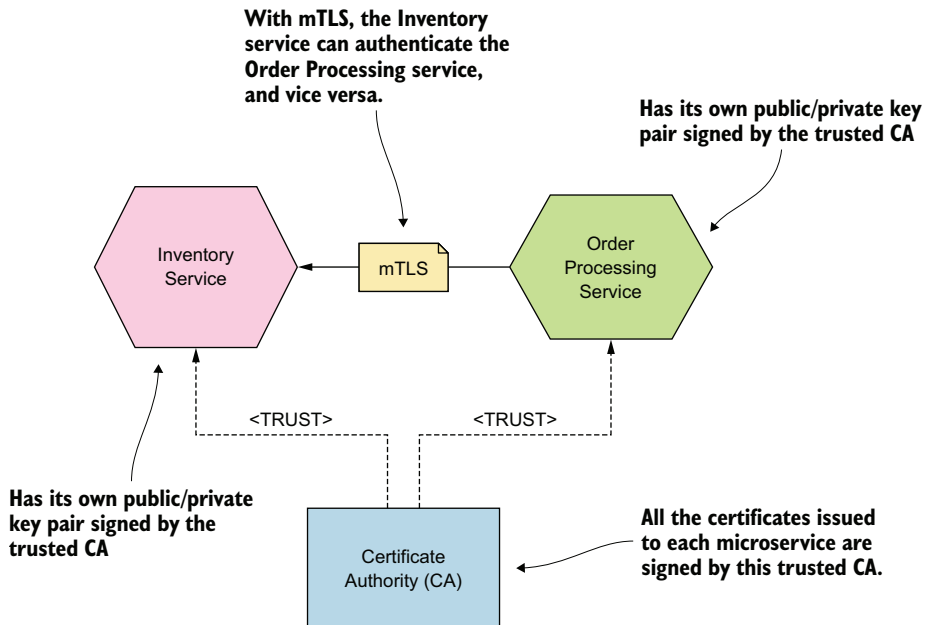 With mTLS, the Inventory
service can authenticate the
Order Processing service,
and vice versa.
Has its own public/private key
pair signed by the trusted CA
Inventory
Service
mTLS
Order
Processing
Service
<TRUST>
<TRUST>
Has its own public/private
key pair signed by the
trusted CA
Certificate
Authority (CA)
All the certificates issued
to each microservice are
signed by this trusted CA.